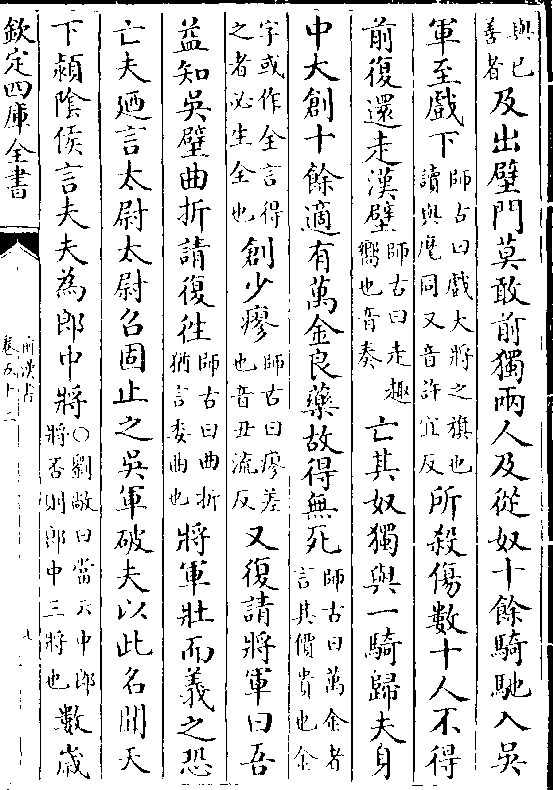 與已善者及出壁門莫敢前獨兩人及從奴十餘騎馳入吳
軍至戲下師古曰戲大將之旗也讀與麾同又音許宜反所殺傷數十人不得
前復還走漢壁師古曰走趣嚮也音奏亡其奴獨與一騎歸夫身
中大創十餘適有萬金良藥故得無死師古曰萬金者言其價貴也金
字或作全言得之者必生全也創少瘳師古曰瘳差也音丑流反又復請將軍曰吾
益知吳壁曲折請復往師古曰曲折猶言委曲也將軍壯而義之恐
亡夫廼言太尉太尉召固止之吳軍破夫以此名聞天
下潁陰侯言夫夫為郎中將○劉攽曰當云中郎將否則郎中三將也數歲
欽定四庫全書
前漢書
卷五十二